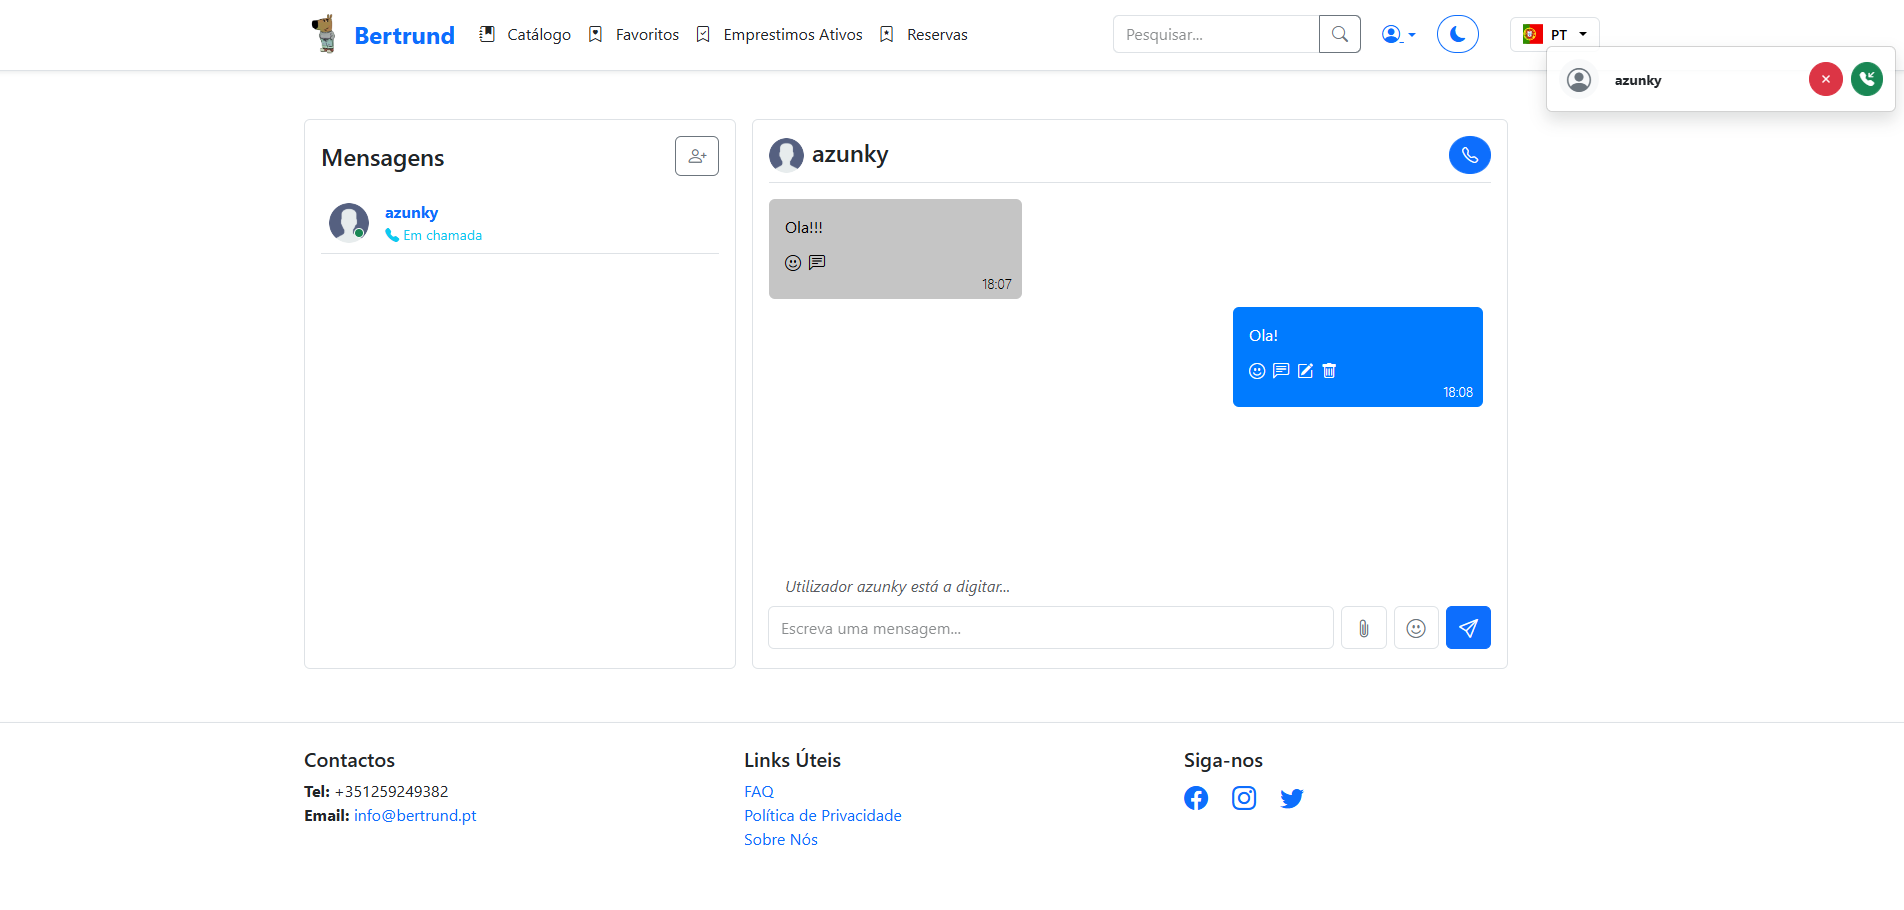 Bertrund Catálogo Favoritos Emprestimos Ativos Reservas Pesquisar... PT
azunky
Mensagens
azunky
Em chamada
azunky
Ola!!!
18:07
Ola!
18:08
Utilizador azunky está a digitar...
Escreva uma mensagem...
Contactos
Tel: +351259249382
Email: info@bertrund.pt
Links Úteis
FAQ
Política de Privacidade
Sobre Nós
Siga-nos